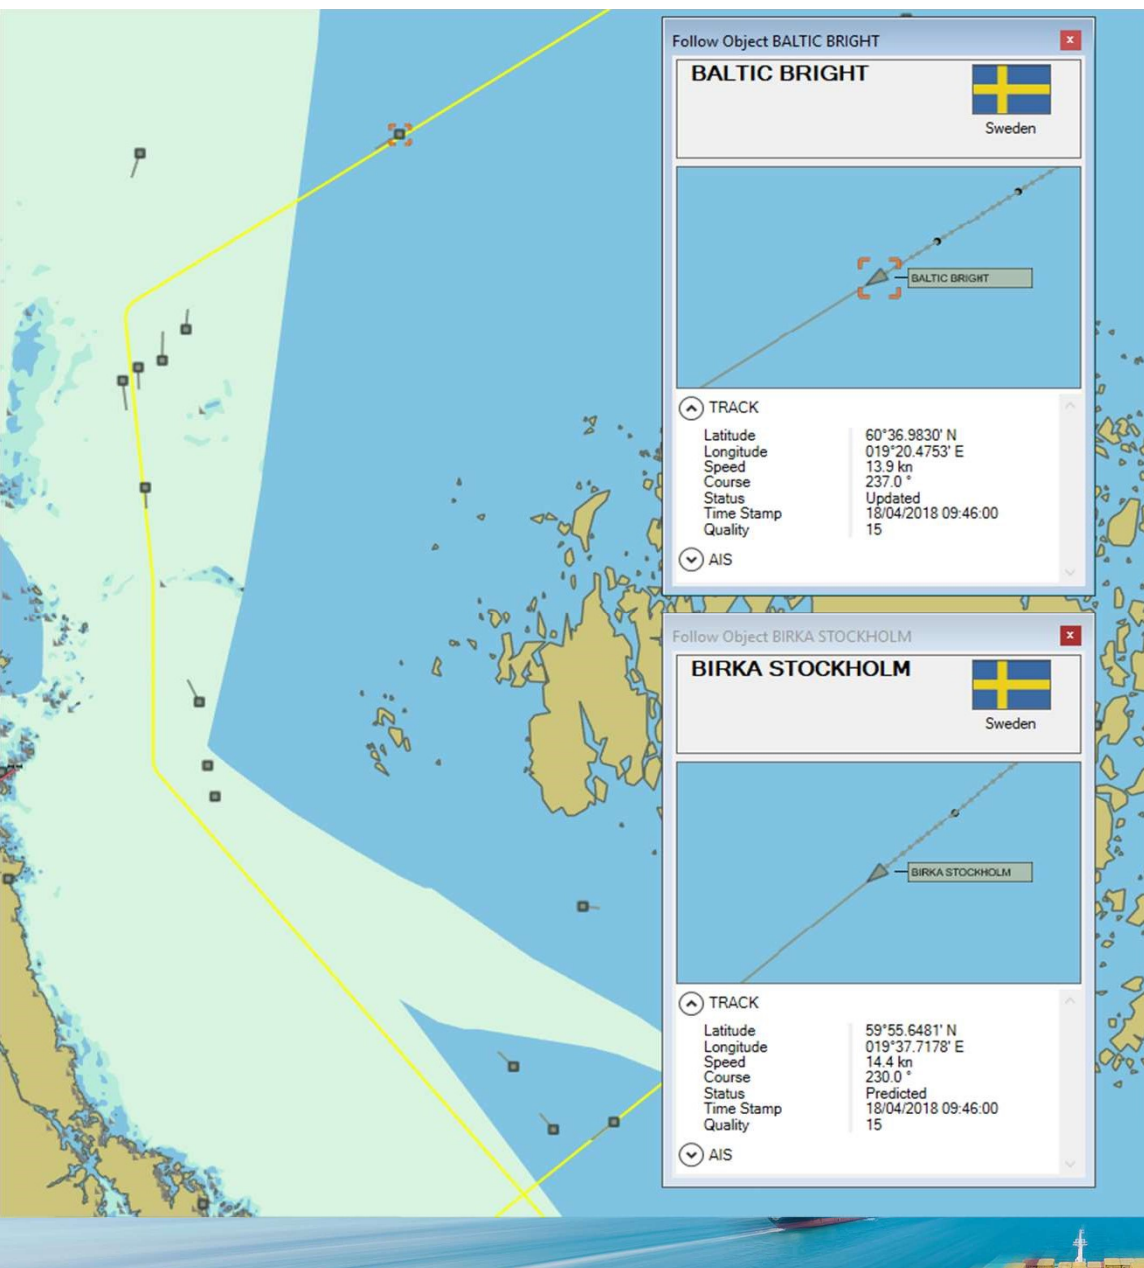 Follow Object BALTIC BRIGHT
x
BALTIC BRIGHT
Sweden
BALTIC BRIGHT
TRACK
Latitude 60°36.9830' N
Longitude 019°20.4753' E
Speed 13.9 kn
Course 237.0 °
Status Updated
Time Stamp 18/04/2018 09:46:00
Quality 15
AIS
Follow Object BIRKA STOCKHOLM
x
BIRKA STOCKHOLM
Sweden
BIRKA STOCKHOLM
TRACK
Latitude 59°55.6481' N
Longitude 019°37.7178' E
Speed 14.4 kn
Course 230.0 °
Status Predicted
Time Stamp 18/04/2018 09:46:00
Quality 15
AIS